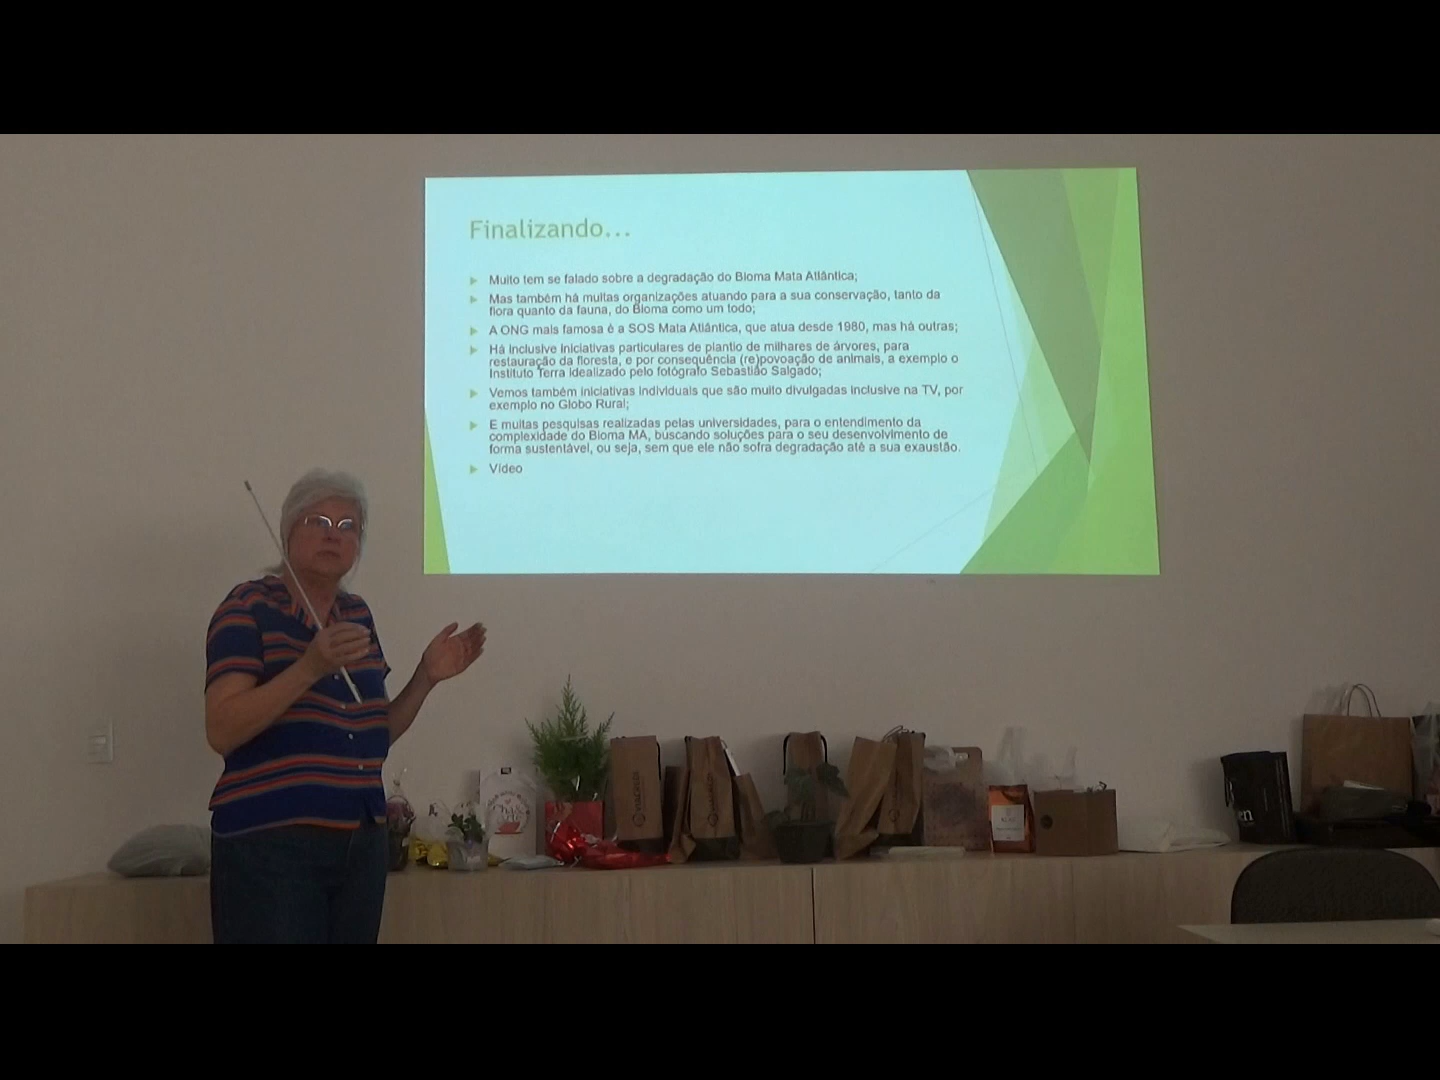 Finalizando...
Muito tem se falado sobre a degradação do Bioma Mata Atlântica;
Mas também há muitas organizações atuando para a sua conservação, tanto da
flora quanto da fauna, do Bioma como um todo;
A ONG mais famosa é a SOS Mata Atlântica, que atua desde 1980, mas há outras;
Há inclusive iniciativas particulares de plantio de milhares de árvores, para
restauração da floresta, e por consequência (re)povoação de animais, a exemplo o
Instituto Terra idealizado pelo fotógrafo Sebastião Salgado;
Vemos também iniciativas individuais que são muito divulgadas inclusive na TV, por
exemplo no Globo Rural;
E muitas pesquisas realizadas pelas universidades, para o entendimento da
complexidade do Bioma MA, buscando soluções para o seu desenvolvimento de
forma sustentável, ou seja, sem que ele não sofra degradação até a sua exaustão.
Vídeo